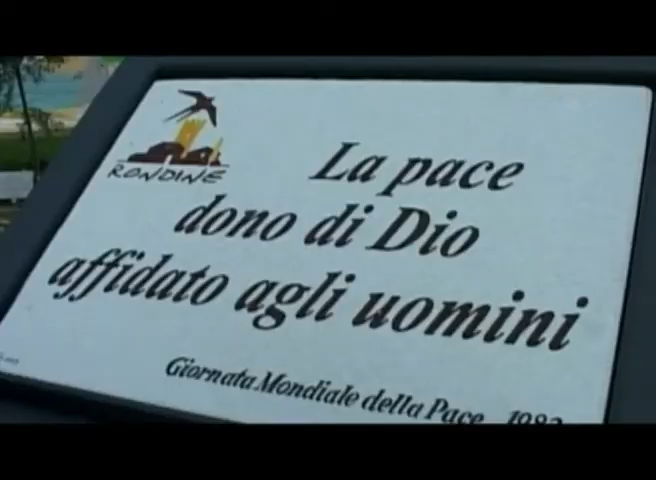 RONDINE
La pace
dono di Dio
affidato agli uomini
Giornata Mondiale della Pace